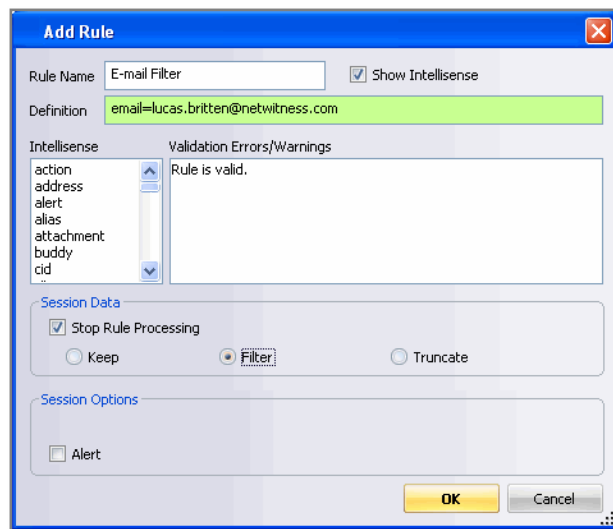 Add Rule
Rule Name E-mail Filter Show Intellisense
Definition email=lucas.britten@netwitness.com
Intellisense Validation Errors/Warnings
action Rule is valid.
address
alert
alias
attachment
buddy
cid
Session Data
Stop Rule Processing
Keep Filter Truncate
Session Options
Alert
OK Cancel